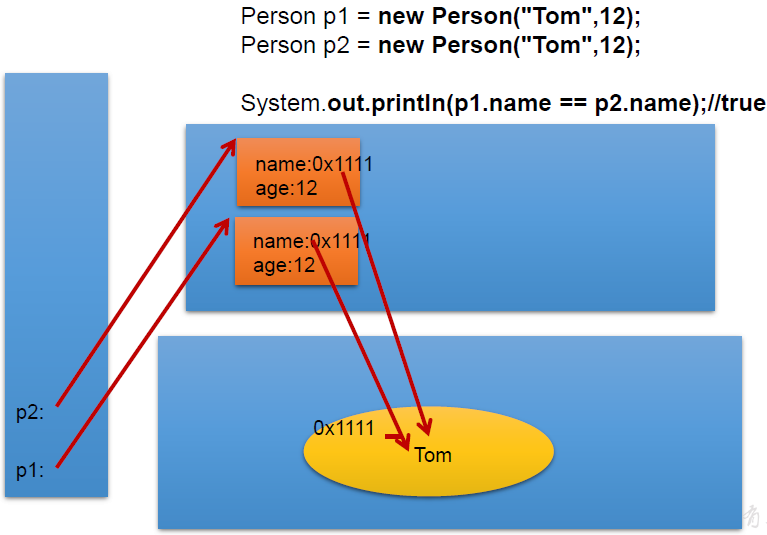 Person p1 = new Person("Tom",12);
Person p2 = new Person("Tom",12);
System.out.println(p1.name == p2.name);//true
name:0x1111
age:12
name:0x1111
age:12
p2:
p1:
0x1111
Tom